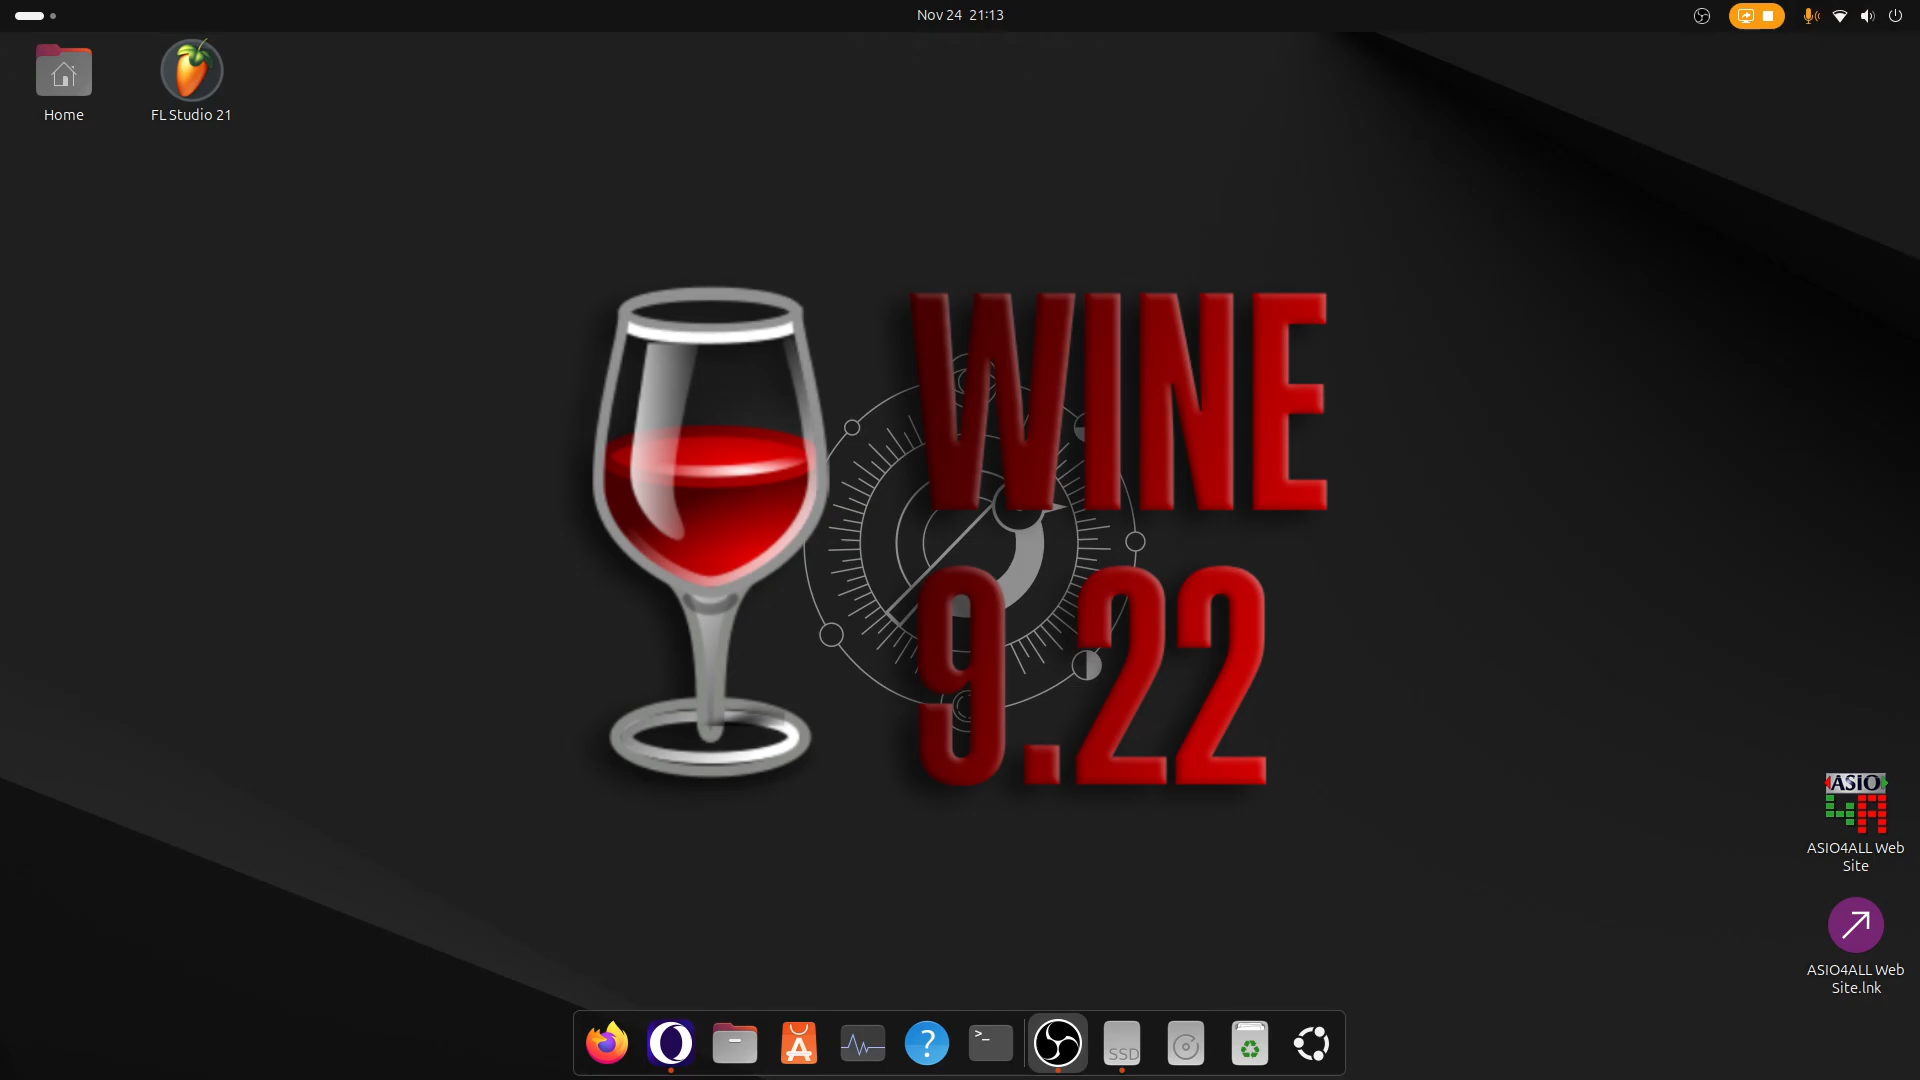 Nov 24 21:13
Home
FL Studio 21
WINE
9.22
ASIO
4A
ASIO4ALL Web
Site
ASIO4ALL Web
Site.lnk
A
?
>_
SSD